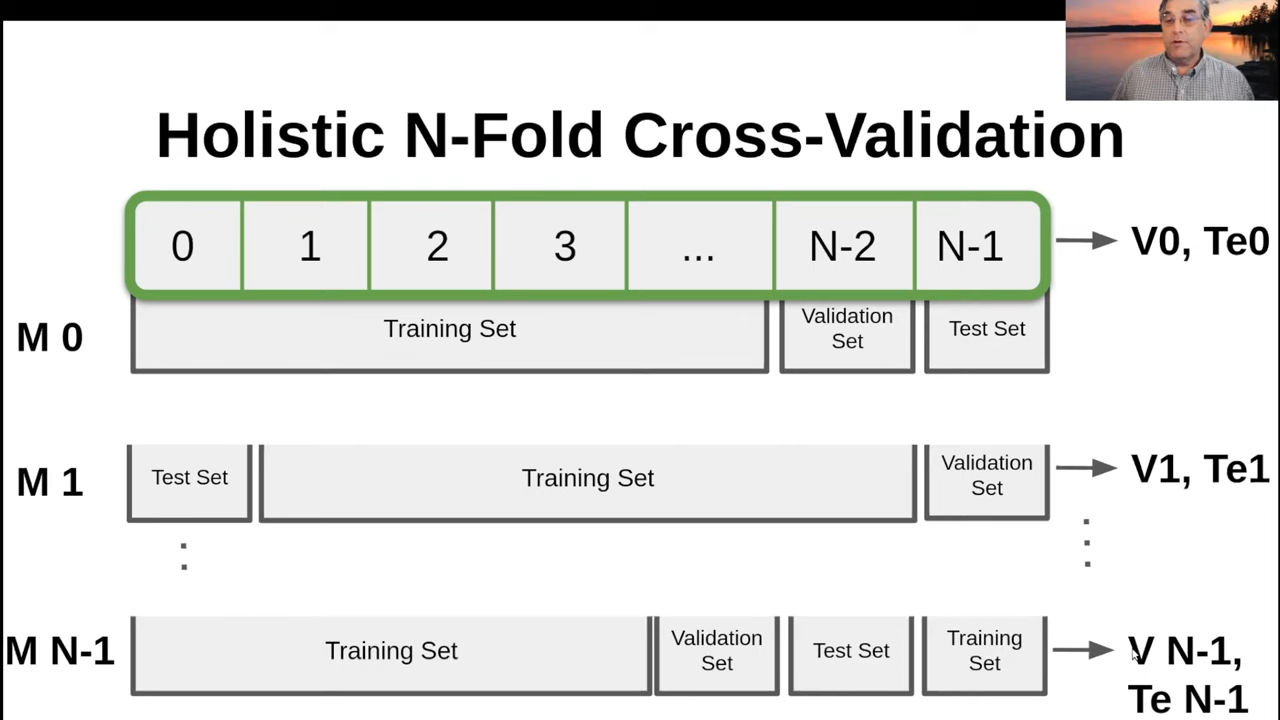 Holistic N-Fold Cross-Validation
0 1 2 3 ... N-2 N-1
V0, Te0
M 0
Training Set
Validation
Set
Test Set
M 1
Test Set
Training Set
Validation
Set
V1, Te1
:
⋮
M N-1
Training Set
Validation
Set
Test Set
Training
Set
V N-1,
Te N-1